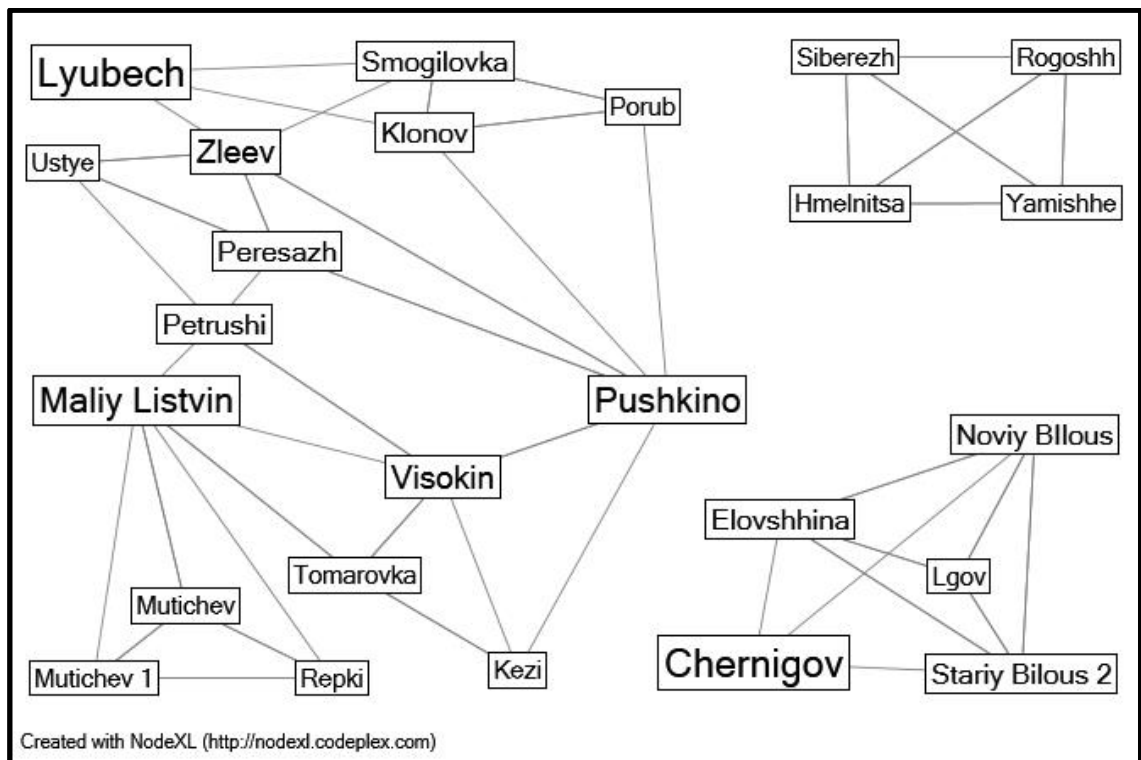 Lyubech
Smogilovka
Siberezh
Rogoshh
Porub
Klonov
Zleev
Ustye
Hmelnitsa
Yamishhe
Peresazh
Petrushi
Maliy Listvin
Pushkino
Noviy BIlous
Visokin
Elovshhina
Tomarovka
Lgov
Mutichev
Chernigov
Kezi
Stariy Bilous 2
Mutichev 1
Repki
Created with NodeXL (http://nodexl.codeplex.com)